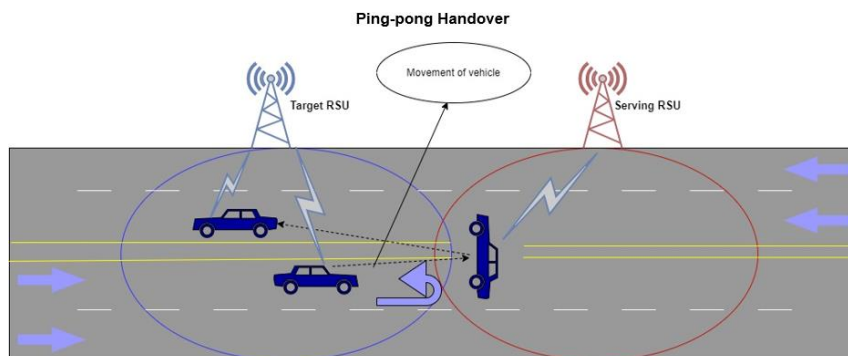 Ping-pong Handover
Movement of vehicle
Target RSU
Serving RSU